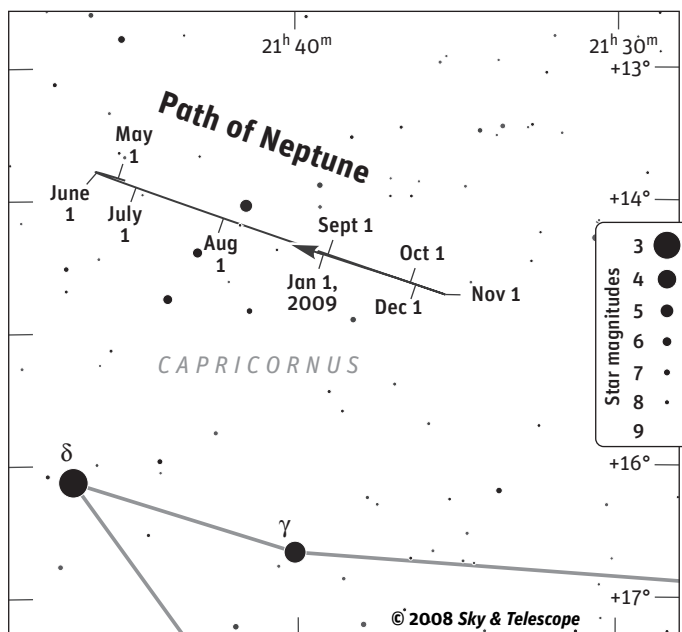 21ʰ 40ᵐ
21ʰ 30ᵐ
+13°
Path of Neptune
May
1
June
1
July
1
+14°
Aug
1
Sept 1
Jan 1,
2009
Oct 1
Dec 1
Nov 1
Star magnitudes
3
4
5
6
7
8
9
CAPRICORNUS
+16°
δ
γ
+17°
© 2008 Sky & Telescope